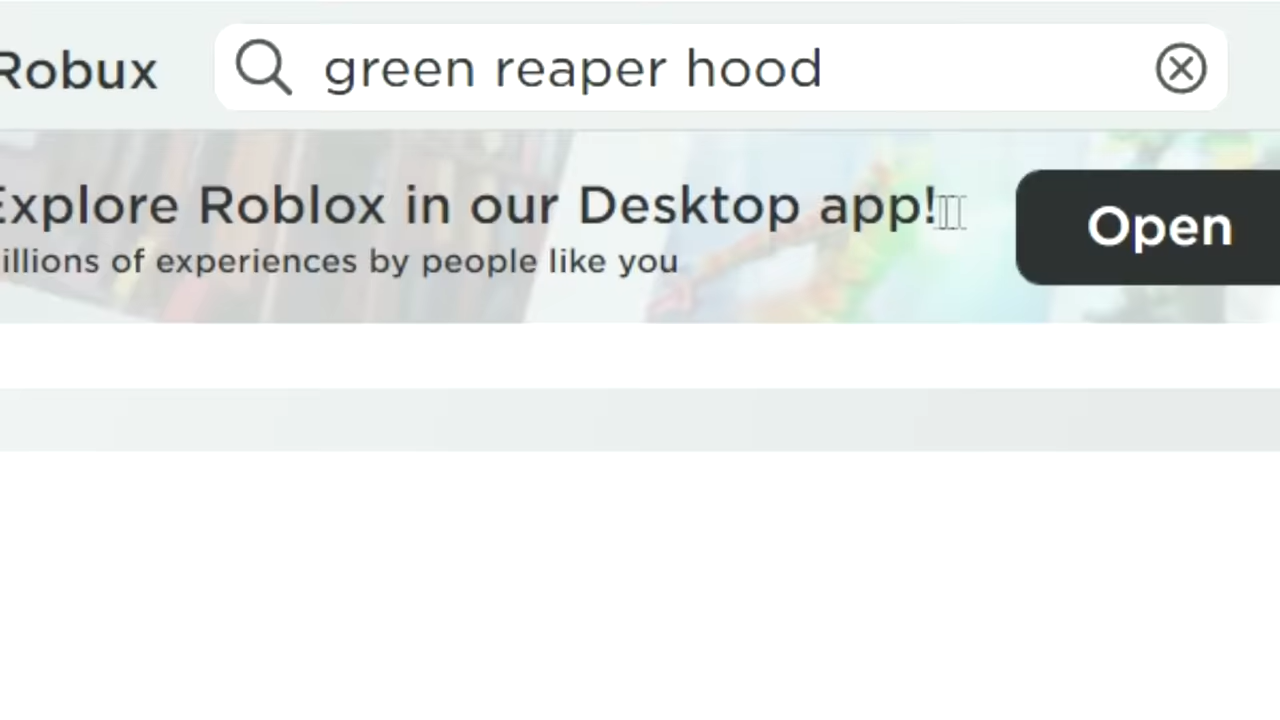 Robux
green reaper hood
Explore Roblox in our Desktop app!
illions of experiences by people like you
Open